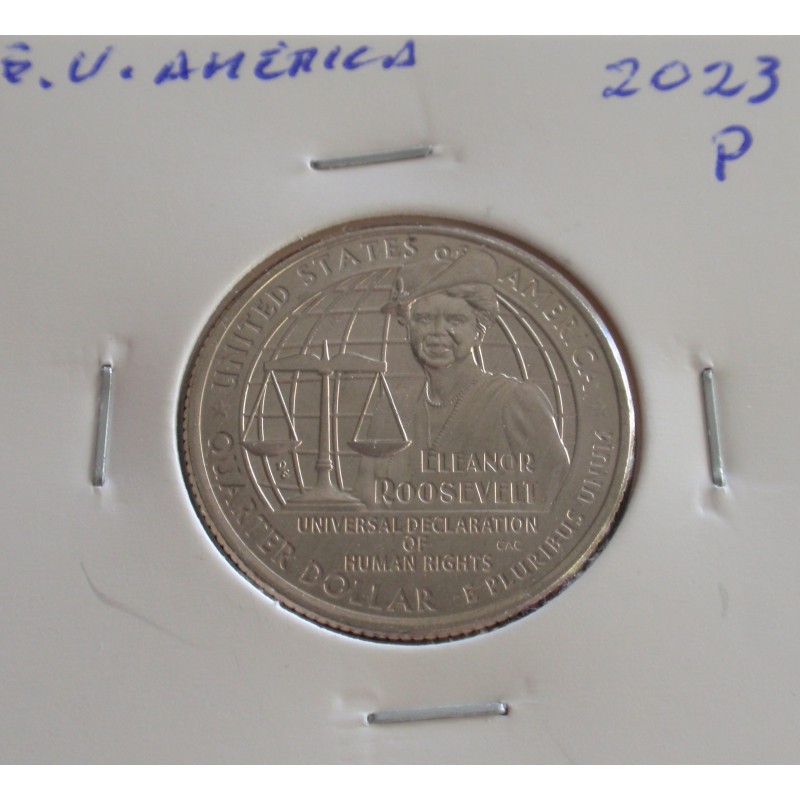 E.U. AMÉRICA
2023
P
UNITED STATES OF AMERICA
ELEANOR
ROOSEVELT
UNIVERSAL DECLARATION
OF
HUMAN RIGHTS
CAC
QUARTER DOLLAR
E PLURIBUS UNUM